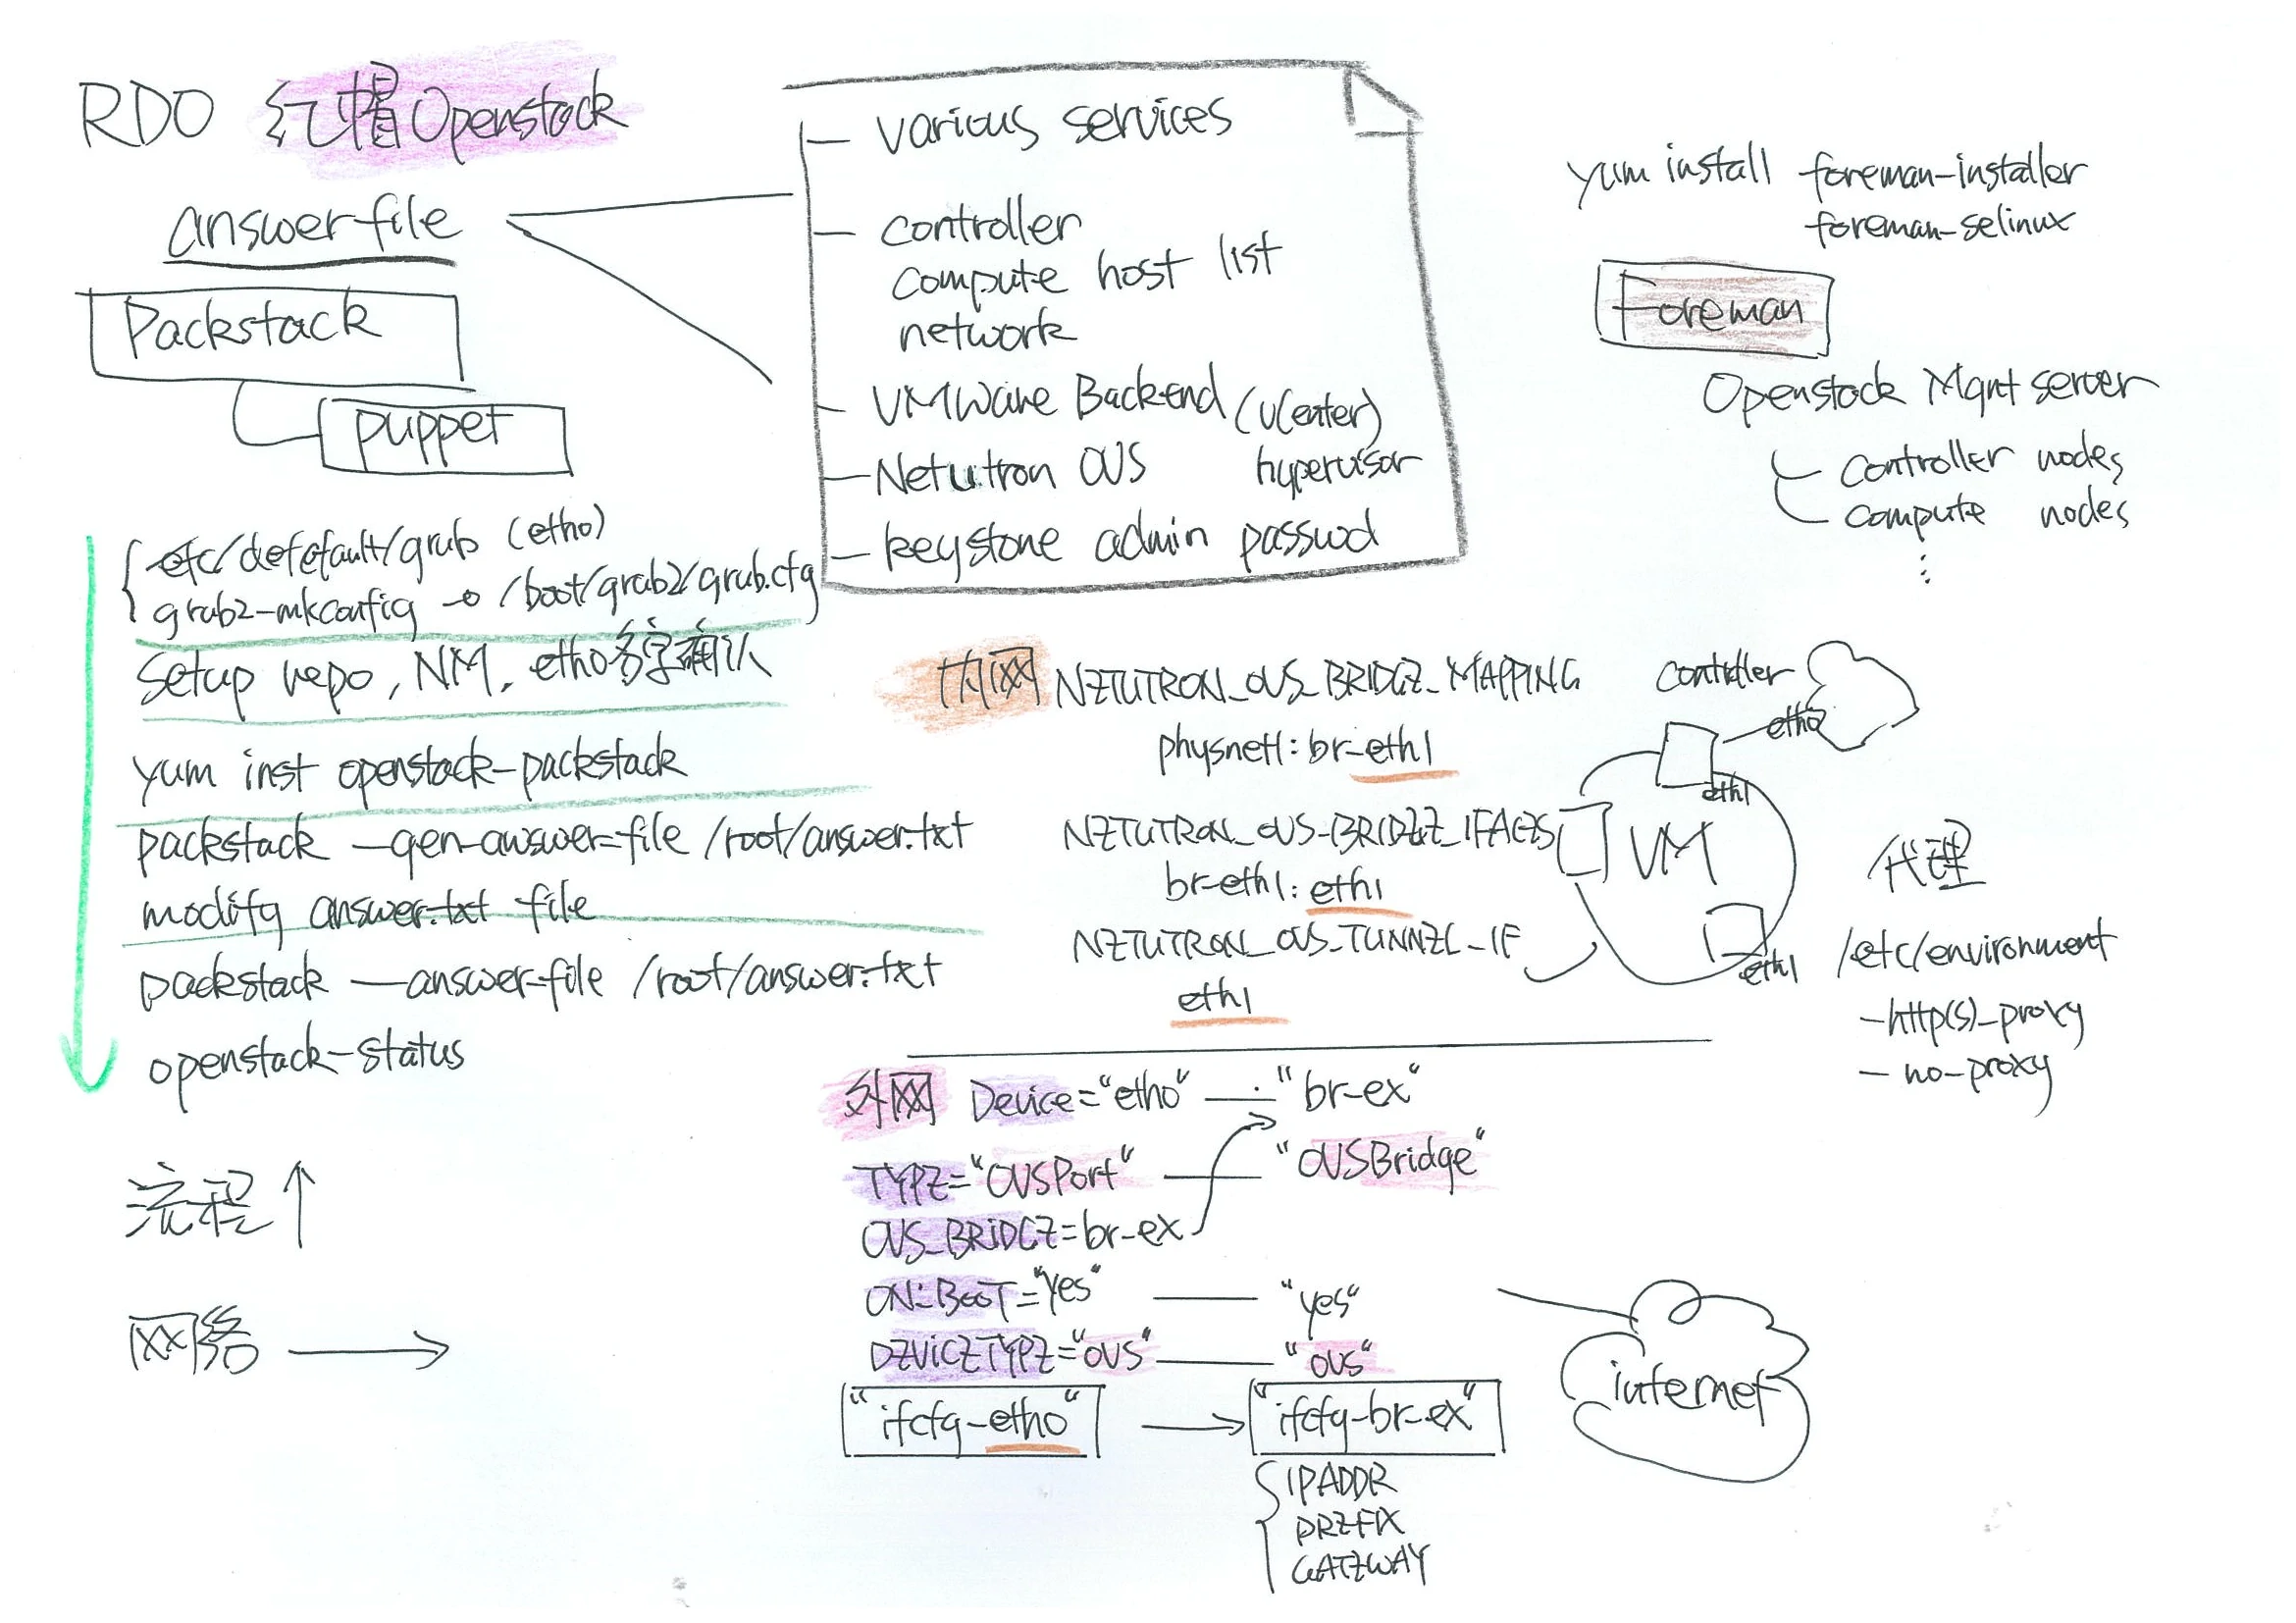 RDO 红帽Openstack
answer-file
Packstack
puppet
various services
controller
compute host list
network
VMWare Backend (vCenter)
hypervisor
Netutron OVS
keystone admin passwd
yum install foreman-installer
foreman-selinux
Foreman
Openstack Mgnt server
controller nodes
compute nodes
etc/defefault/grub (eth0)
grub2-mkconfig → /boot/grub2/grub.cfg
Setup repo, NM, eth0名字确认
yum inst openstack-packstack
packstack —gen-answer-file /root/answer.txt
modify answer.txt file
packstack —answer-file /root/answer.txt
openstack-status
流程↑
网络 →
内网 NEUTUTRON_OVS_BRIDGE_MAPPING
physnet1: br-eth1
NEUTUTRON_OVS-BRIDGE_IFACES
br-eth1: eth1
NEUTUTRON_OVS_TUNNEL_IF
eth1
controller
eth0
eth1
VM
eth1
代理
/etc/environment
-http(s)_proxy
- no-proxy
外网 Device="eth0" — "br-ex"
TYPE="OVSPort" — "OVSBridge"
OVS_BRIDGE=br-ex
ON-BOOT="yes" — "yes"
DEVICETYPE="OVS" — "OVS"
"ifcfg-eth0" → "ifcfg-br-ex"
IPADDR
PREFIX
GATEWAY
internet